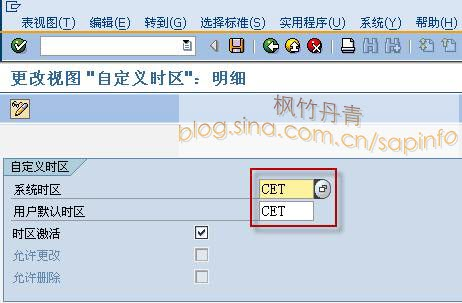 表视图(T) 编辑(E) 转到(G) 选择标准(S) 实用程序(U) 系统(Y) 帮助(H)
更改视图"自定义时区"：明细
枫竹丹青
blog.sina.com.cn/sapinfo
自定义时区
系统时区 CET
用户默认时区 CET
时区激活
允许更改
允许删除